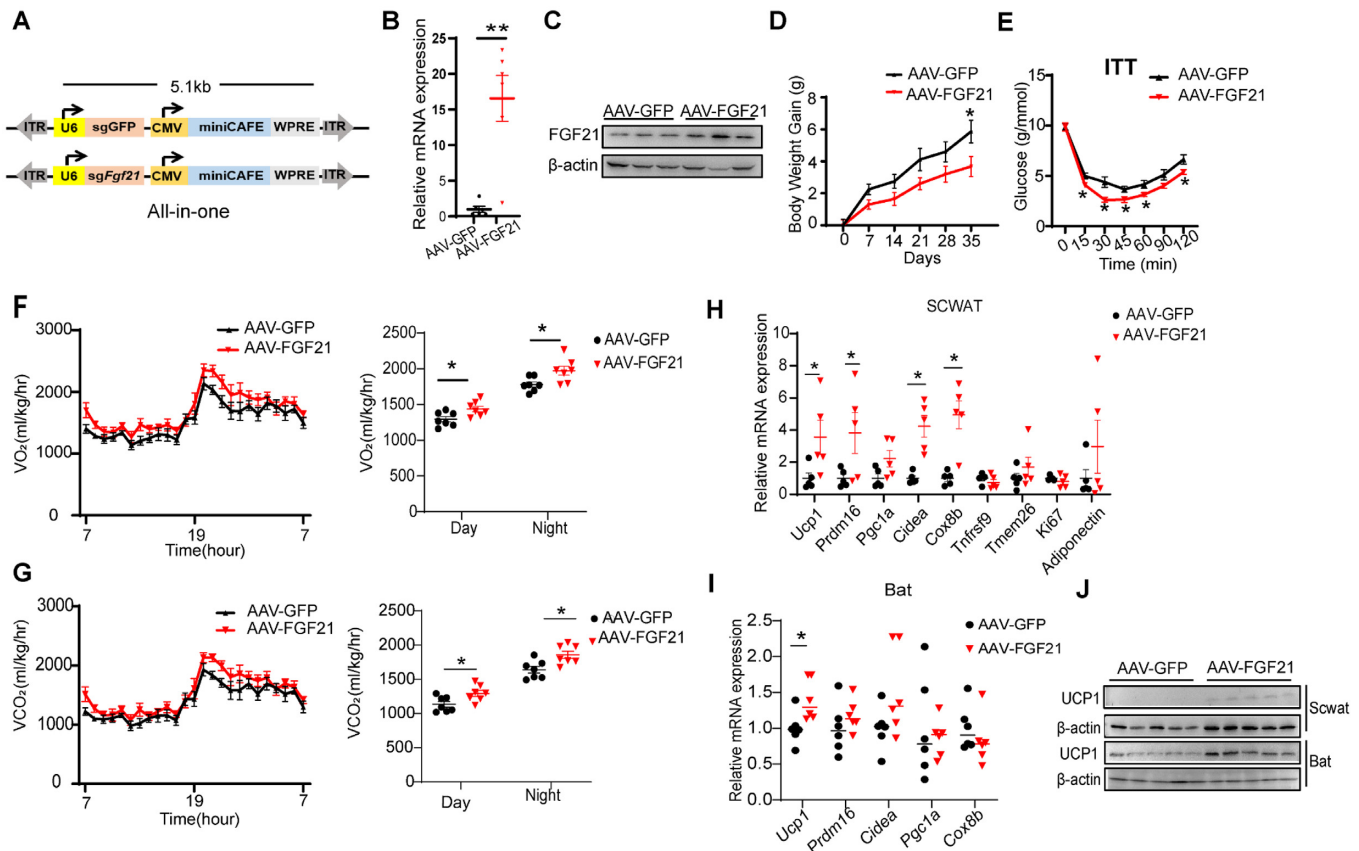 A
5.1kb
ITR U6 sgGFP CMV miniCAFE WPRE ITR
ITR U6 sgFgf21 CMV miniCAFE WPRE ITR
All-in-one
B
**
Relative mRNA expression
25
20
15
10
5
0
AAV-GFP
AAV-FGF21
C
AAV-GFP AAV-FGF21
FGF21
β-actin
D
AAV-GFP
AAV-FGF21
*
Body Weight Gain (g)
8
6
4
2
0
0 7 14 21 28 35
Days
E
ITT
AAV-GFP
AAV-FGF21
Glucose (g/mmol)
15
10
5
0
* * * * *
0 15 30 45 60 90 120
Time (min)
F
AAV-GFP
AAV-FGF21
VO₂(ml/kg/hr)
3000
2000
1000
0
7 19 7
Time(hour)
VO₂(ml/kg/hr)
2500
2000
1500
1000
500
0
* *
AAV-GFP
AAV-FGF21
Day Night
G
AAV-GFP
AAV-FGF21
VCO₂(ml/kg/hr)
3000
2000
1000
0
7 19 7
Time(hour)
VCO₂(ml/kg/hr)
2500
2000
1500
1000
500
0
* *
AAV-GFP
AAV-FGF21
Day Night
H
SCWAT
AAV-GFP
AAV-FGF21
Relative mRNA expression
10
8
6
4
2
0
* * * *
Ucp1 Prdm16 Pgc1a Cidea Cox8b Tnfrsf9 Tmem26 Ki67 Adiponectin
I
Bat
AAV-GFP
AAV-FGF21
Relative mRNA expression
2.5
2.0
1.5
1.0
0.5
0.0
*
Ucp1 Prdm16 Cidea Pgc1a Cox8b
J
AAV-GFP AAV-FGF21
UCP1
β-actin
Scwat
UCP1
β-actin
Bat